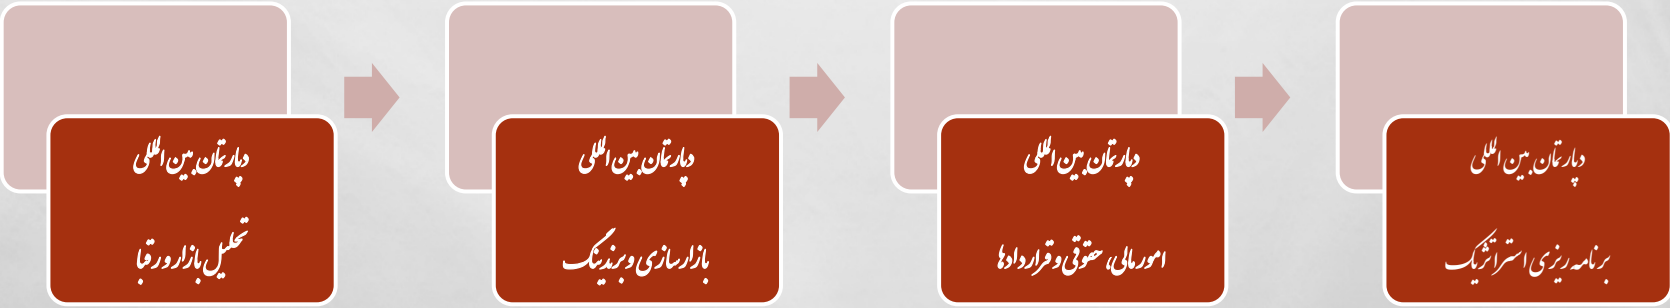 دپارتمان بین المللی
تحلیل بازار و رقبا
دپارتمان بین المللی
بازارسازی و برندینگ
دپارتمان بین المللی
امور مالی، حقوقی و قراردادها
دپارتمان بین المللی
برنامه ریزی استراتژیک